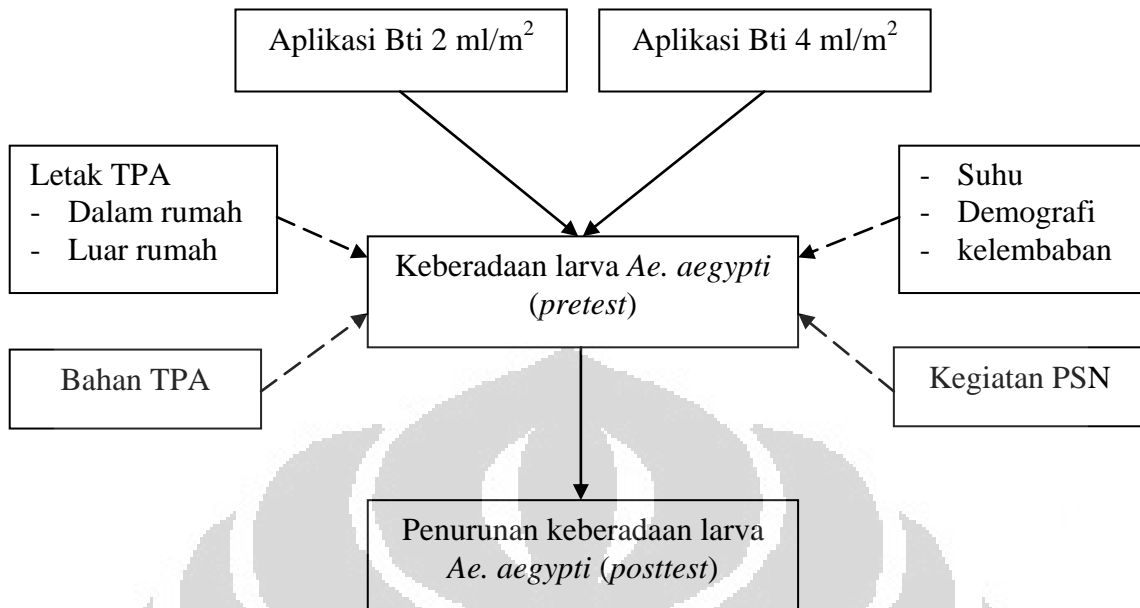 Aplikasi Bti 2 ml/m²
Aplikasi Bti 4 ml/m²
Letak TPA
- Dalam rumah
- Luar rumah
- Suhu
- Demografi
- kelembaban
Keberadaan larva Ae. aegypti
(pretest)
Bahan TPA
Kegiatan PSN
Penurunan keberadaan larva
Ae. aegypti (posttest)